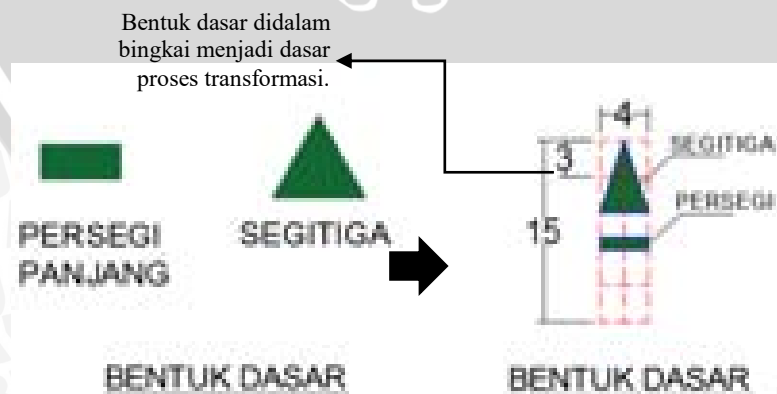 Bentuk dasar didalam
bingkai menjadi dasar
proses transformasi.
PERSEGI
PANJANG
SEGITIGA
BENTUK DASAR
4
3
15
SEGITIGA
PERSEGI
BENTUK DASAR